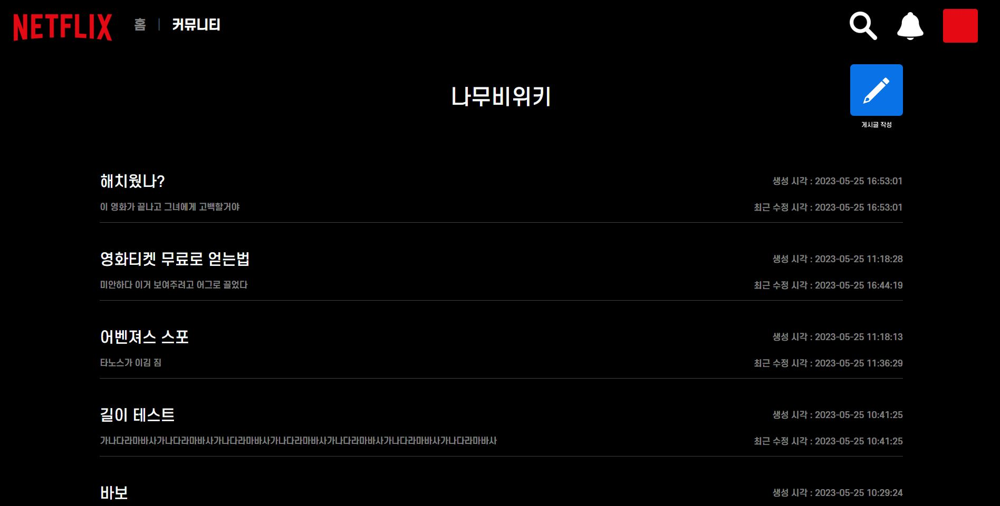 NETFLIX 홈 | 커뮤니티
나무비위키
게시글 작성
해치웠나? 생성 시각 : 2023-05-25 16:53:01
이 영화가 끝나고 그녀에게 고백할거야 최근 수정 시각 : 2023-05-25 16:53:01
영화티켓 무료로 얻는법 생성 시각 : 2023-05-25 11:18:28
미안하다 이거 보여주려고 어그로 끌었다 최근 수정 시각 : 2023-05-25 16:44:19
어벤져스 스포 생성 시각 : 2023-05-25 11:18:13
타노스가 이김 짐 최근 수정 시각 : 2023-05-25 11:36:29
길이 테스트 생성 시각 : 2023-05-25 10:41:25
가나다라마바사가나다라마바사가나다라마바사가나다라마바사가나다라마바사가나다라마바사가나다라마바사 최근 수정 시각 : 2023-05-25 10:41:25
바보 생성 시각 : 2023-05-25 10:29:24